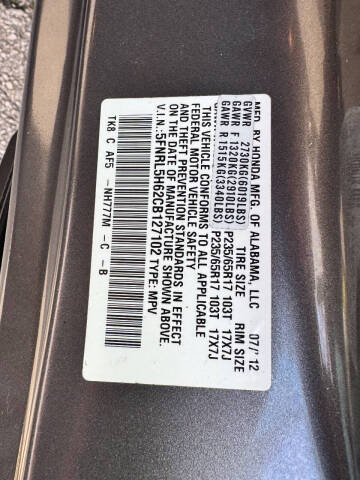 MFD. BY HONDA MFG. OF ALABAMA, LLC 07/'12
GVWR 2730KG(6019LBS) TIRE SIZE RIM SIZE
GAWR F 1320KG(2910LBS) P235/65R17 103T 17X7J
GAWR R 1515KG(3340LBS) P235/65R17 103T 17X7J
THIS VEHICLE CONFORMS TO ALL APPLICABLE
FEDERAL MOTOR VEHICLE SAFETY
AND THEFT PREVENTION STANDARDS IN EFFECT
ON THE DATE OF MANUFACTURE SHOWN ABOVE.
V.I.N.:5FNRL5H62CB127102 TYPE: MPV
TK8 C AF5 -NH777M -C -B